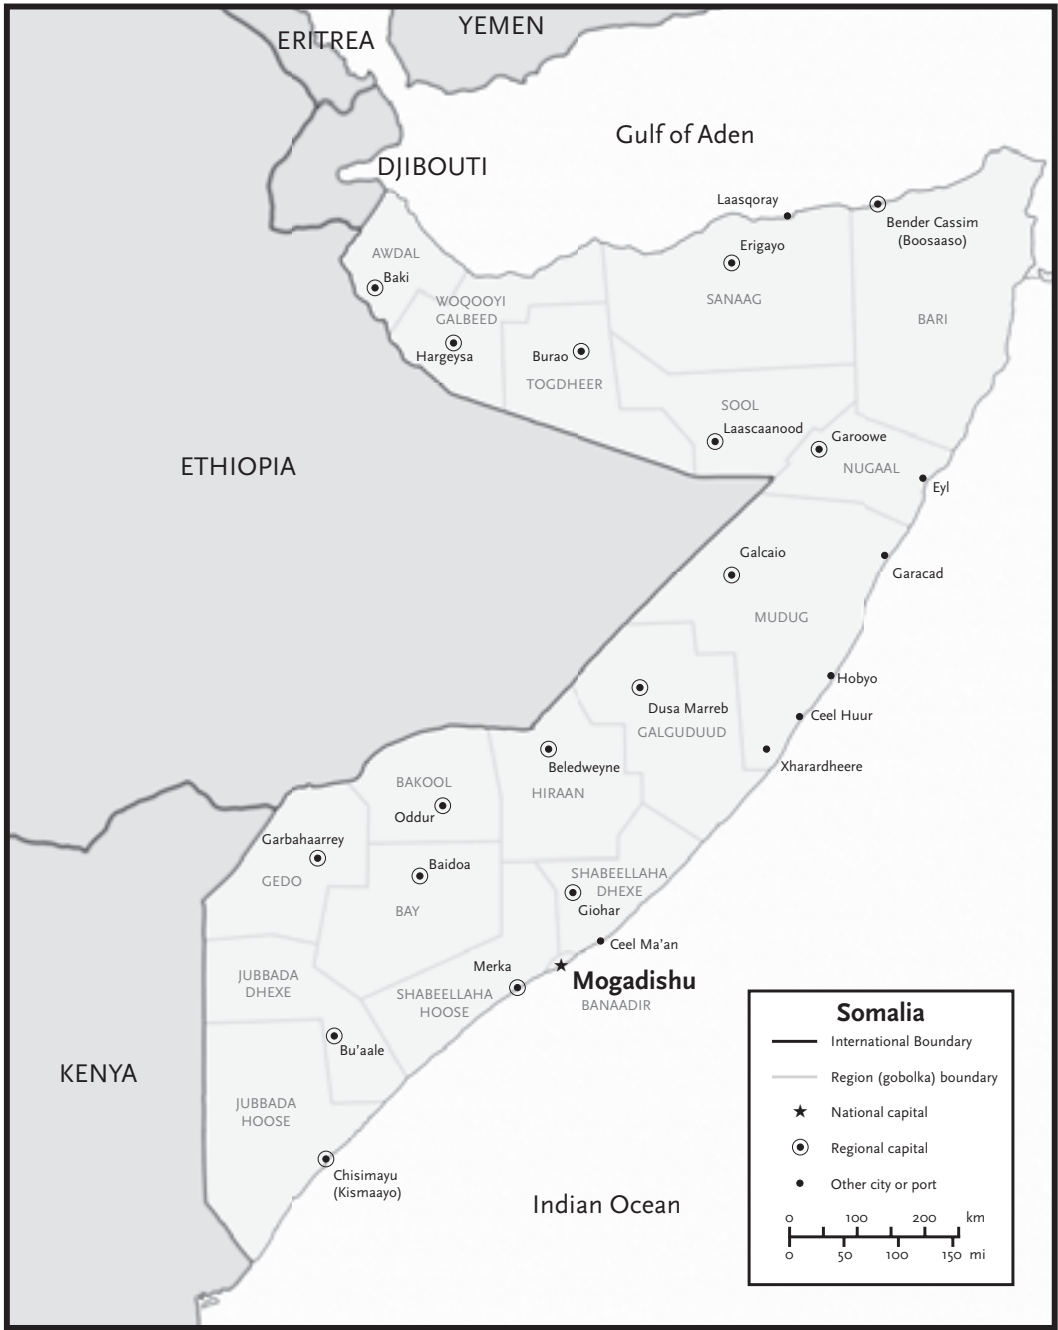 YEMEN
ERITREA
Gulf of Aden
DJIBOUTI
Laasqoray
Bender Cassim
(Boosaaso)
Erigayo
AWDAL
Baki
SANAAG
WOQOOYI
GALBEED
BARI
Hargeysa
Burao
TOGDHEER
SOOL
Laascaanood
Garoowe
ETHIOPIA
NUGAAL
Eyl
Galcaio
Garacad
MUDUG
Hobyo
Dusa Marreb
Ceel Huur
GALGUDUUD
Xharardheere
Beledweyne
BAKOOL
HIRAAN
Oddur
Garbahaarrey
Baidoa
GEDO
SHABEELLAHA
DHEXE
BAY
Giohar
Ceel Ma'an
Merka
JUBBADA
DHEXE
Mogadishu
SHABEELLAHA
HOOSE
BANAADIR
Bu'aale
KENYA
JUBBADA
HOOSE
Chisimayu
(Kismaayo)
Indian Ocean
Somalia
International Boundary
Region (gobolka) boundary
National capital
Regional capital
Other city or port
0 100 200 km
0 50 100 150 mi